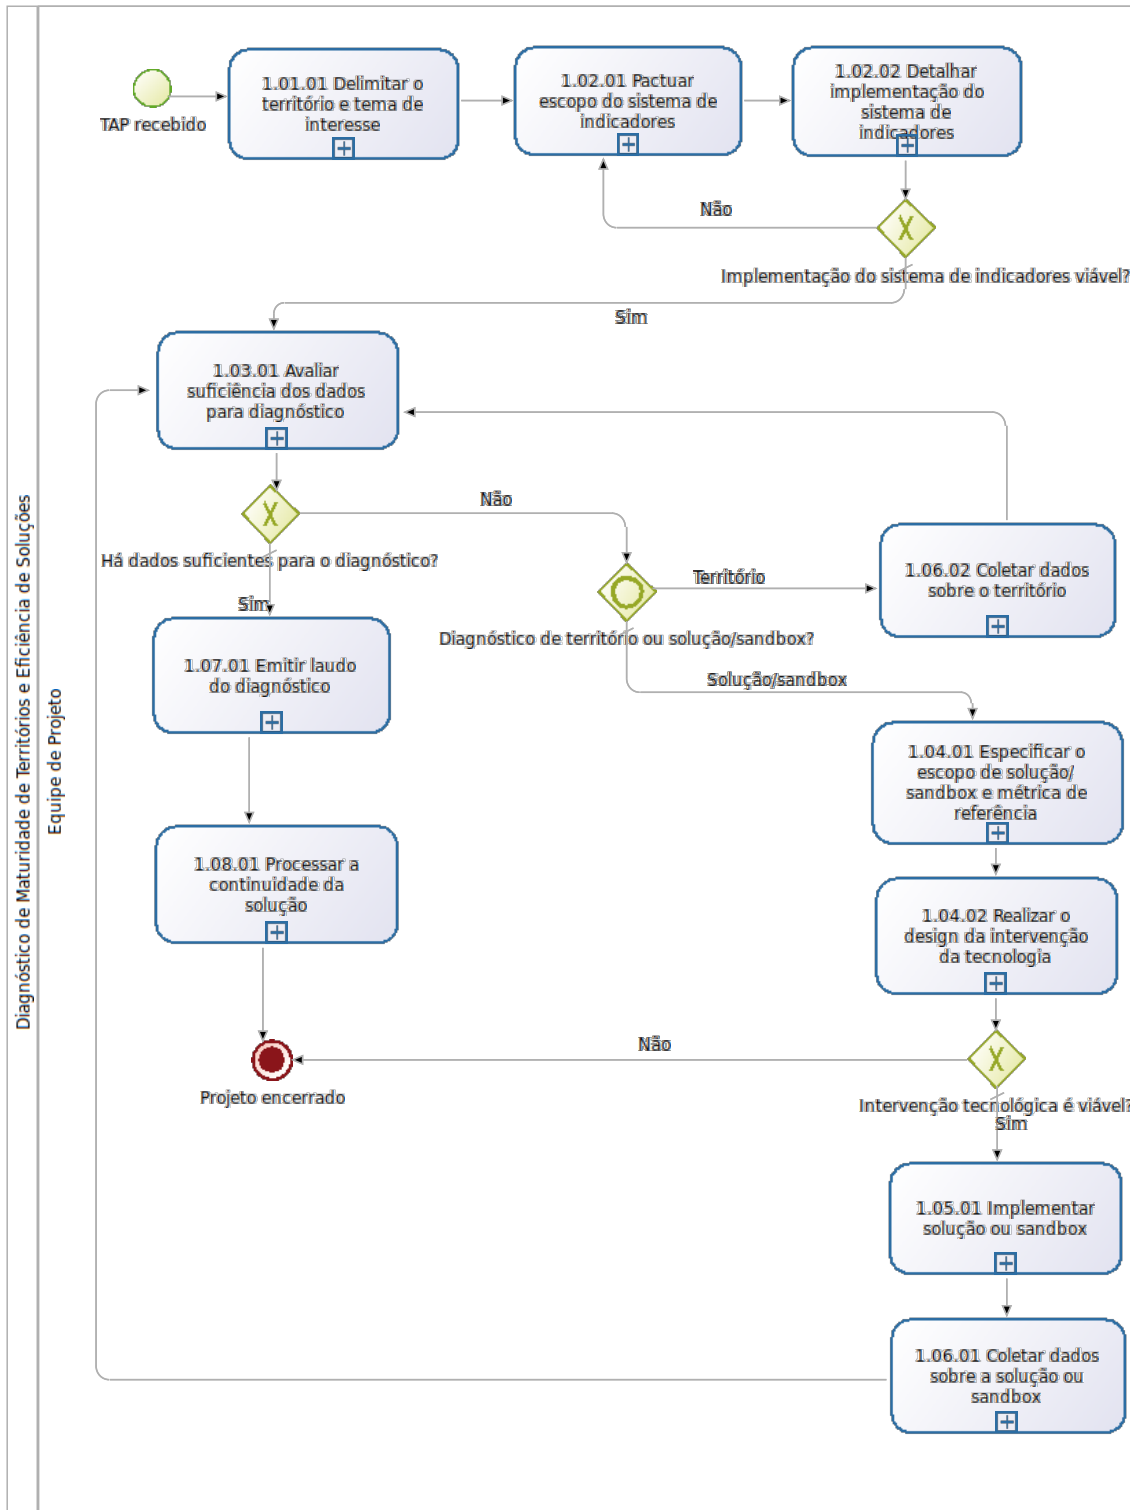 Diagnóstico de Maturidade de Territórios e Eficiência de Soluções
Equipe de Projeto
TAP recebido
1.01.01 Delimitar o
território e tema de
interesse
1.02.01 Pactuar
escopo do sistema de
indicadores
1.02.02 Detalhar
implementação do
sistema de
indicadores
Não
Implementação do sistema de indicadores viável?
Sim
1.03.01 Avaliar
suficiência dos dados
para diagnóstico
Não
Há dados suficientes para o diagnóstico?
Sim
Território
Diagnóstico de território ou solução/sandbox?
Solução/sandbox
1.06.02 Coletar dados
sobre o território
1.07.01 Emitir laudo
do diagnóstico
1.04.01 Especificar o
escopo de solução/
sandbox e métrica de
referência
1.08.01 Processar a
continuidade da
solução
1.04.02 Realizar o
design da intervenção
da tecnologia
Não
Projeto encerrado
Intervenção tecnológica é viável?
Sim
1.05.01 Implementar
solução ou sandbox
1.06.01 Coletar dados
sobre a solução ou
sandbox